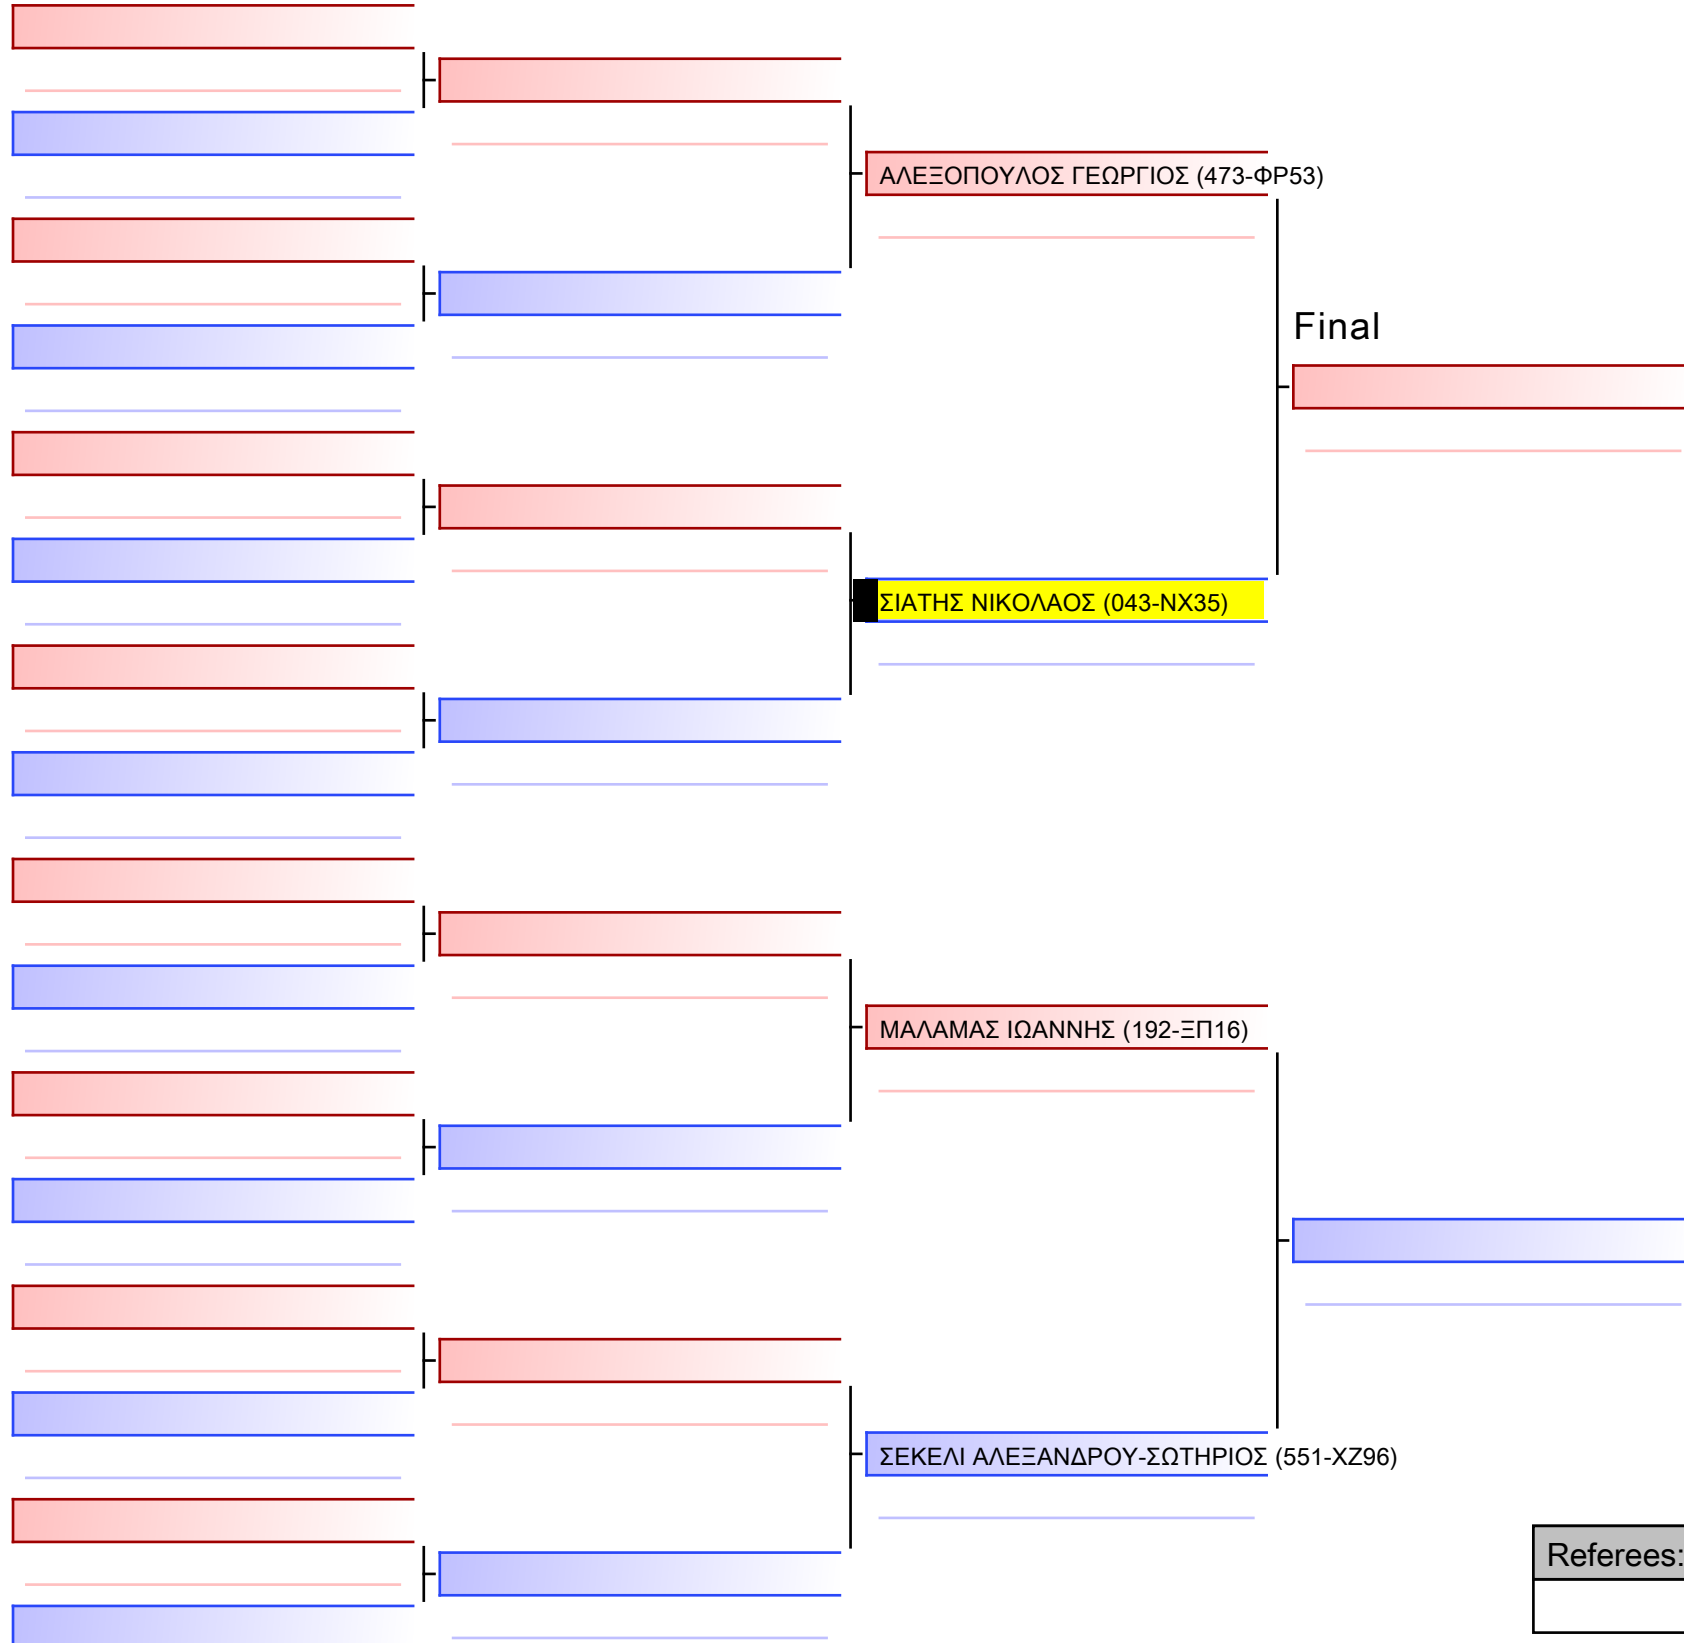 ΑΛΕΞΟΠΟΥΛΟΣ ΓΕΩΡΓΙΟΣ (473-ΦΡ53)
Final
ΣΙΑΤΗΣ ΝΙΚΟΛΑΟΣ (043-ΝΧ35)
ΜΑΛΑΜΑΣ ΙΩΑΝΝΗΣ (192-ΞΠ16)
ΣΕΚΕΛΙ ΑΛΕΞΑΝΔΡΟΥ-ΣΩΤΗΡΙΟΣ (551-ΧΖ96)
Referees: